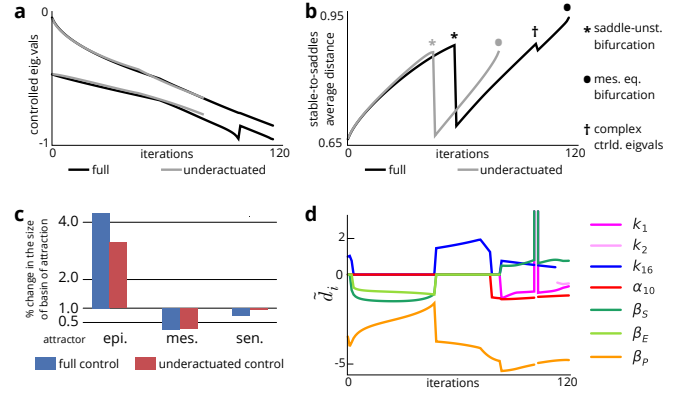 a
0
-1
controlled eig.vals
0
iterations
120
full
underactuated
b
0.95
0.65
stable-to-saddles
average distance
* * † ●
0
iterations
120
full
underactuated
* saddle-unst.
bifurcation
● mes. eq.
bifurcation
† complex
ctrld. eigvals
c
% change in the size
of basin of attraction
4.0
2.0
1.0
0.5
attractor epi. mes. sen.
full control
underactuated control
d
d̃i
2
0
-5
0
iterations
120
k1
k2
k16
α10
βS
βE
βP